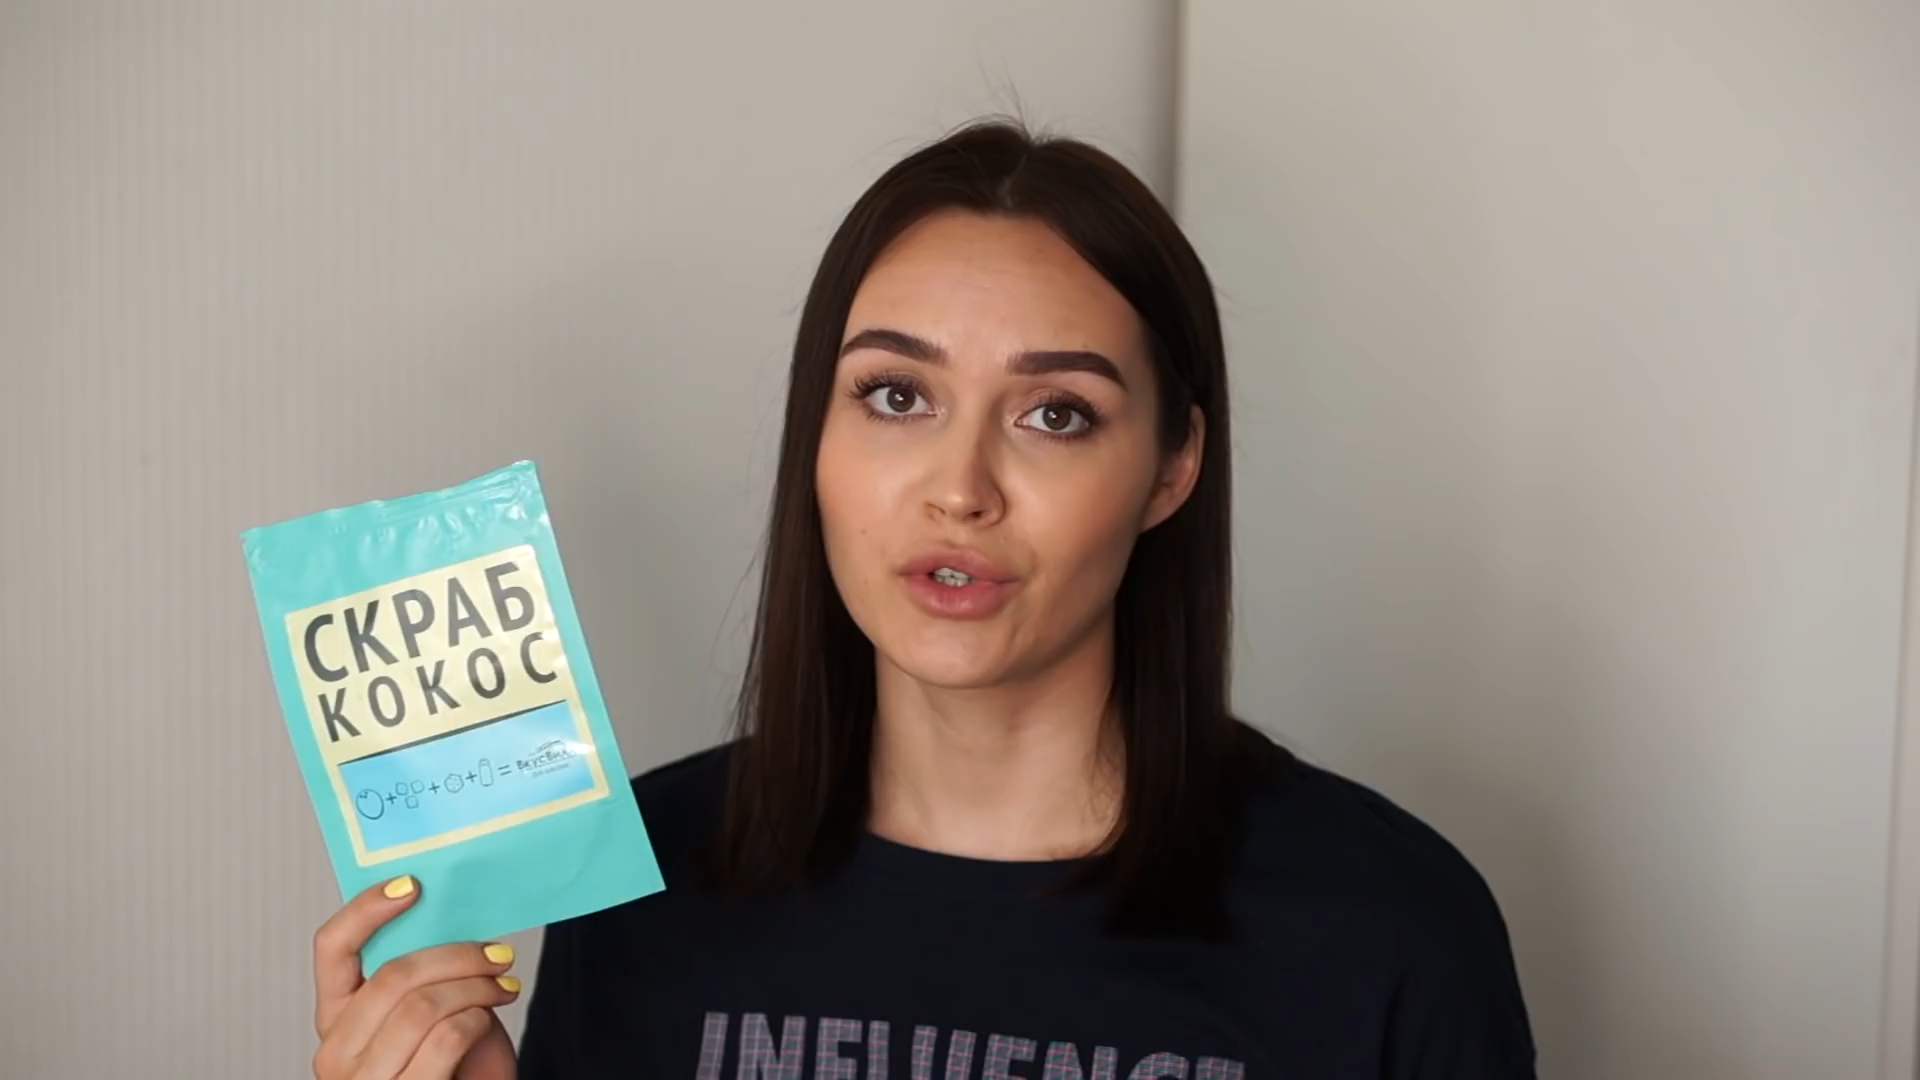 СКРАБ
КОКОС
+ + + = ВкусВилл
INFLUENCE